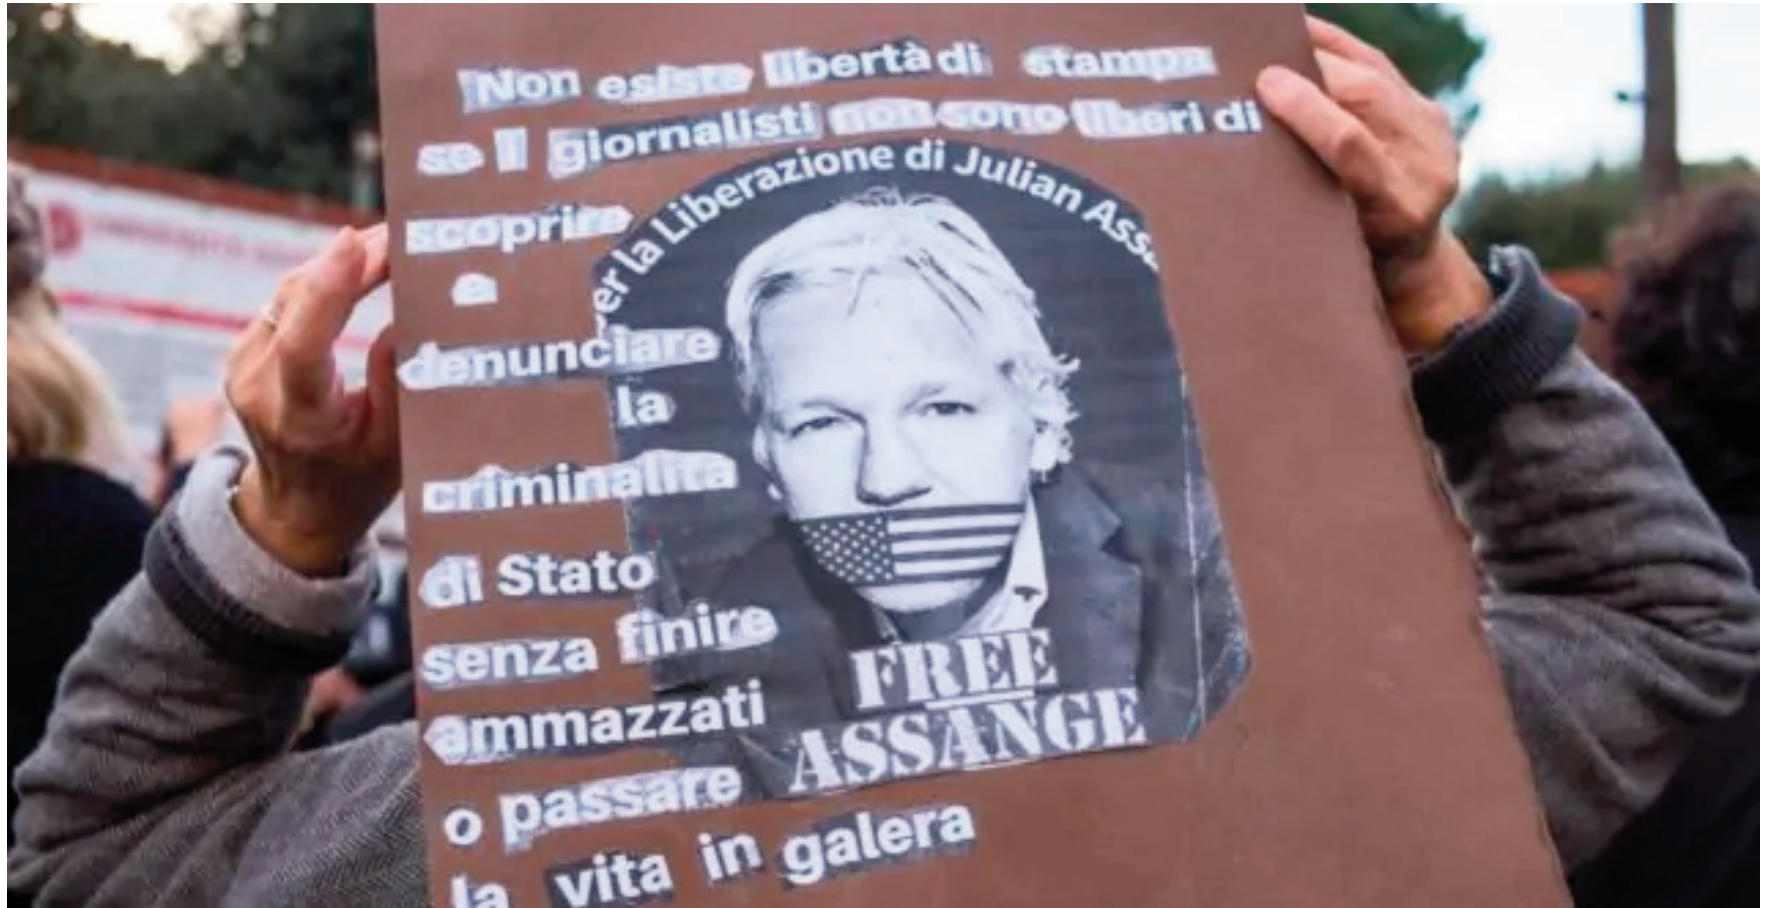 Non esiste libertà di stampa
se I giornalisti non sono liberi di
scoprire
e
denunciare
la
criminalita
di Stato
senza finire
ammazzati
o passare
la vita in galera
er la Liberazione di Julian Ass
FREE
ASSANGE